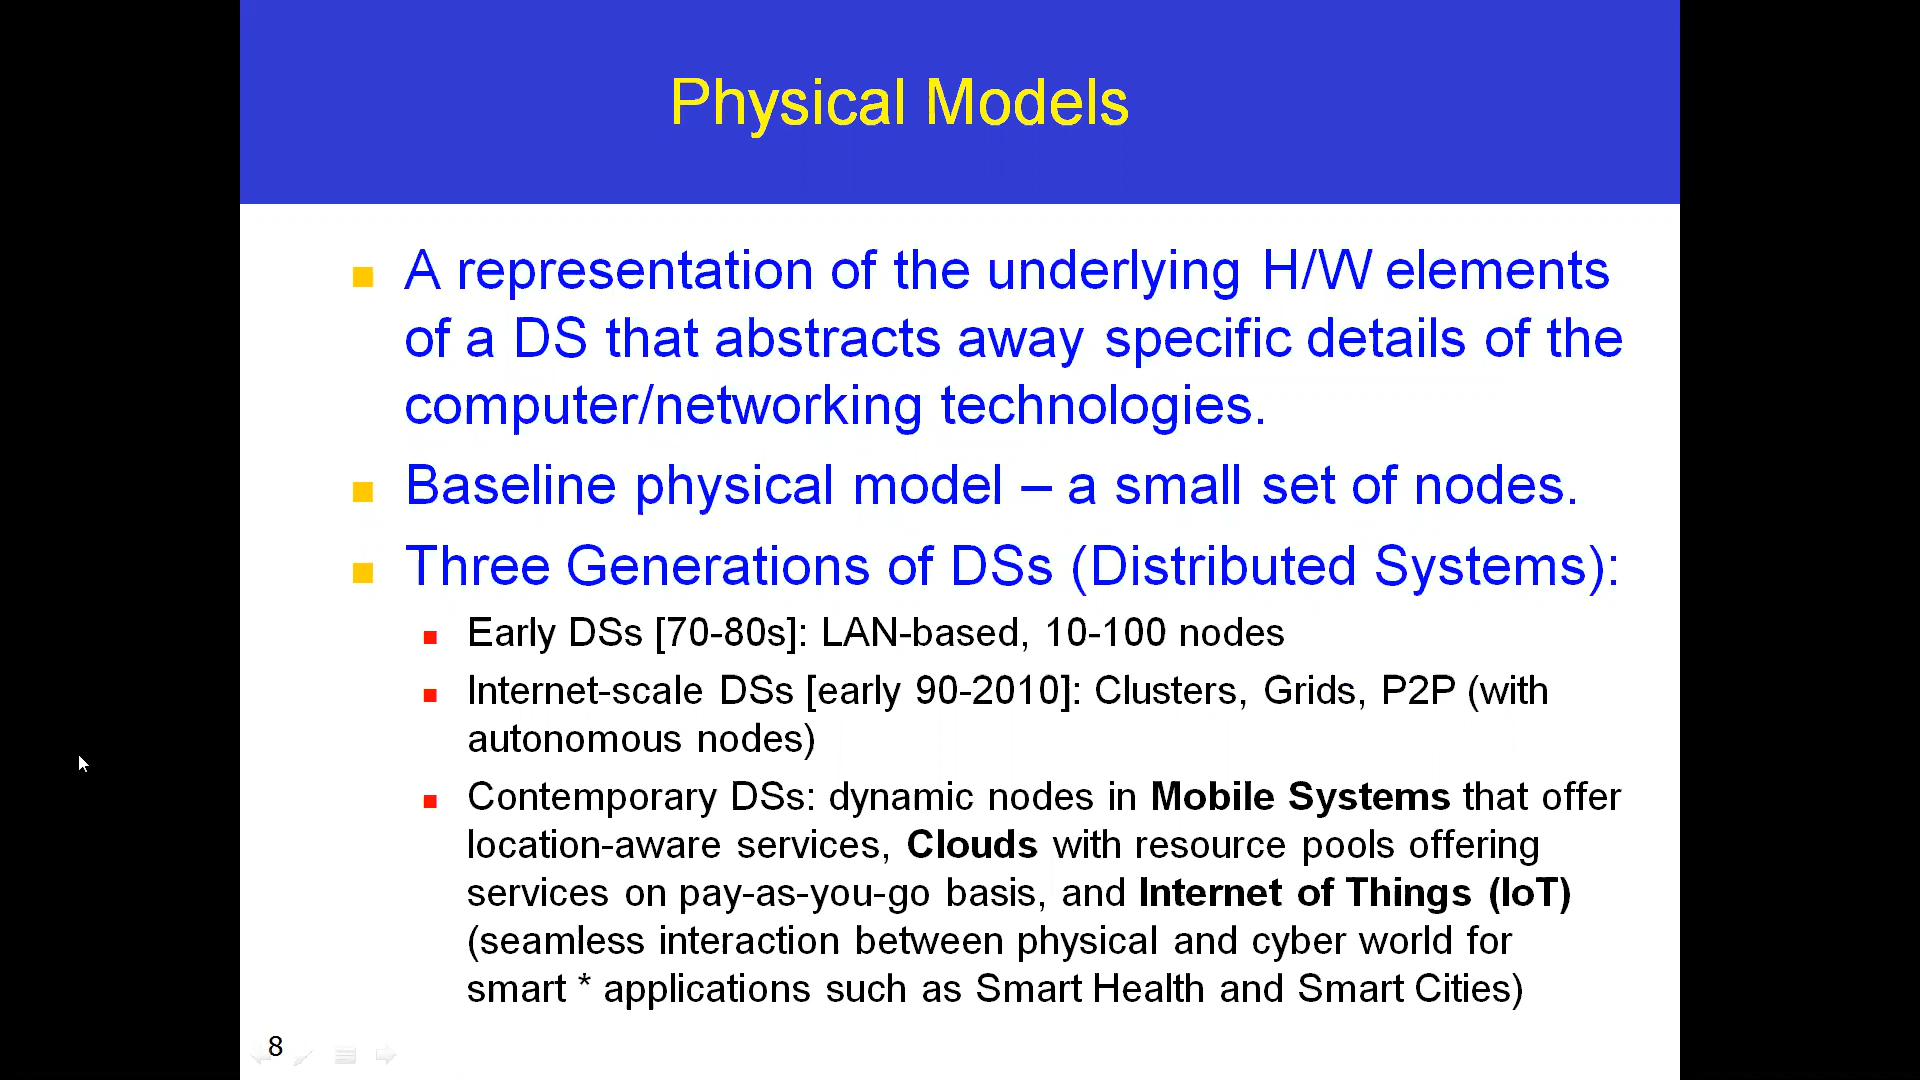 Physical Models
A representation of the underlying H/W elements
of a DS that abstracts away specific details of the
computer/networking technologies.
Baseline physical model – a small set of nodes.
Three Generations of DSs (Distributed Systems):
Early DSs [70-80s]: LAN-based, 10-100 nodes
Internet-scale DSs [early 90-2010]: Clusters, Grids, P2P (with
autonomous nodes)
Contemporary DSs: dynamic nodes in Mobile Systems that offer
location-aware services, Clouds with resource pools offering
services on pay-as-you-go basis, and Internet of Things (IoT)
(seamless interaction between physical and cyber world for
smart * applications such as Smart Health and Smart Cities)
8